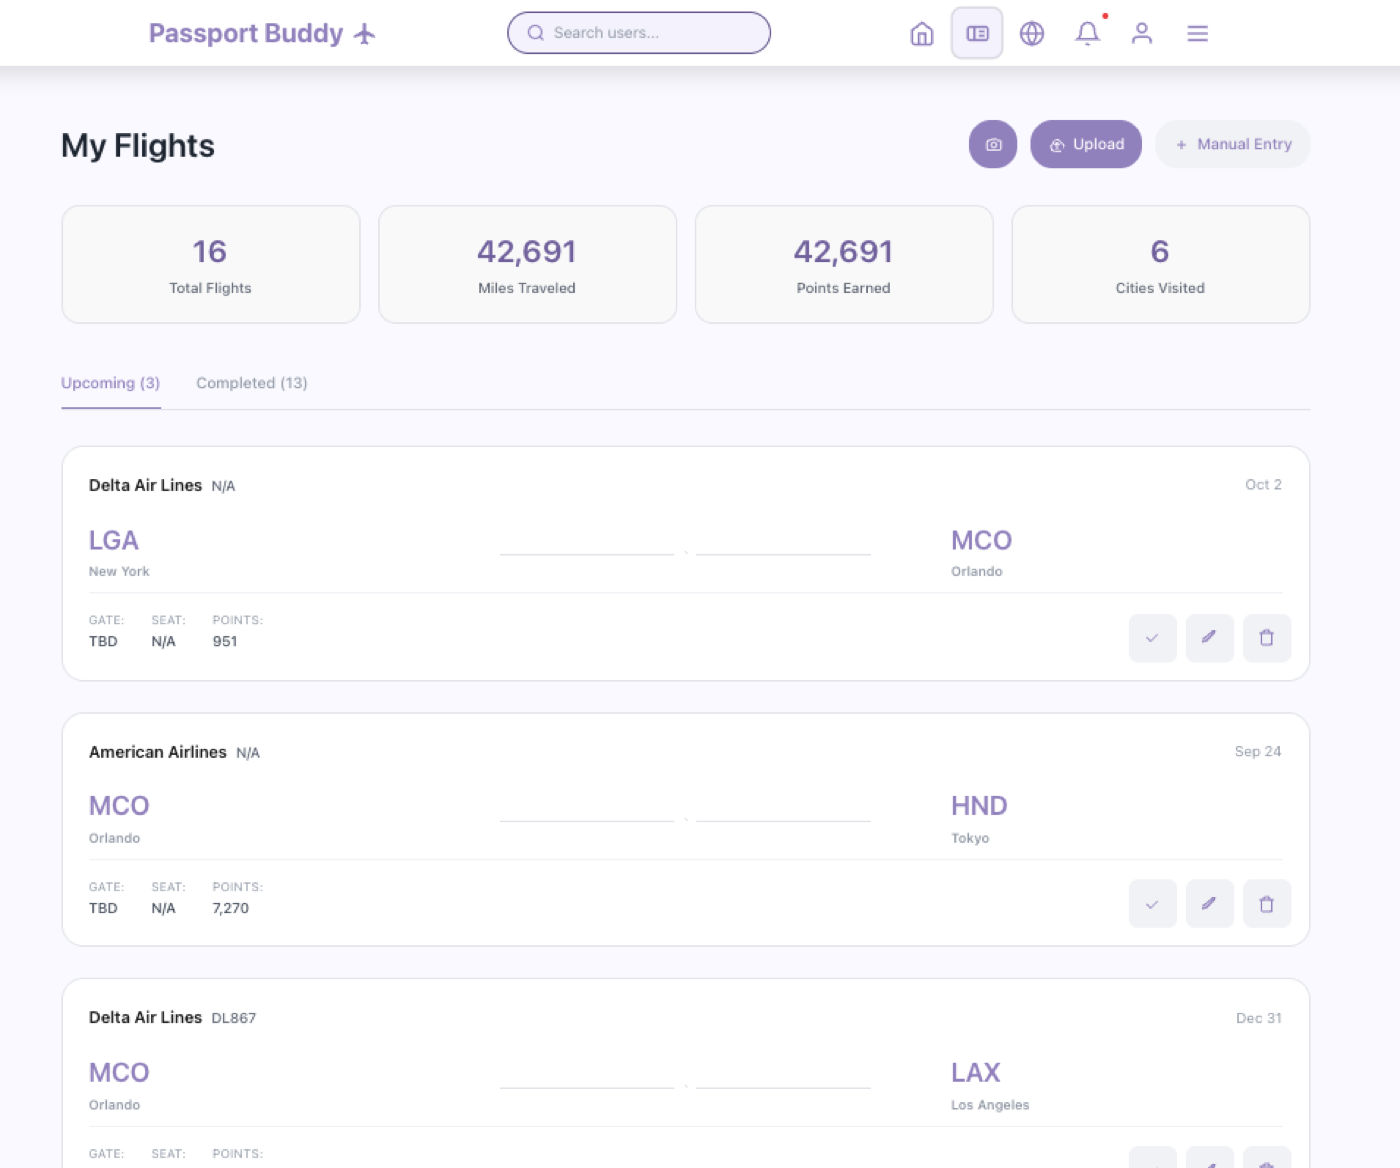 Passport Buddy
Search users...
My Flights
Upload
+ Manual Entry
16
Total Flights
42,691
Miles Traveled
42,691
Points Earned
6
Cities Visited
Upcoming (3)
Completed (13)
Delta Air Lines N/A
Oct 2
LGA
MCO
New York
Orlando
GATE: SEAT: POINTS:
TBD N/A 951
American Airlines N/A
Sep 24
MCO
HND
Orlando
Tokyo
GATE: SEAT: POINTS:
TBD N/A 7,270
Delta Air Lines DL867
Dec 31
MCO
LAX
Orlando
Los Angeles
GATE: SEAT: POINTS: